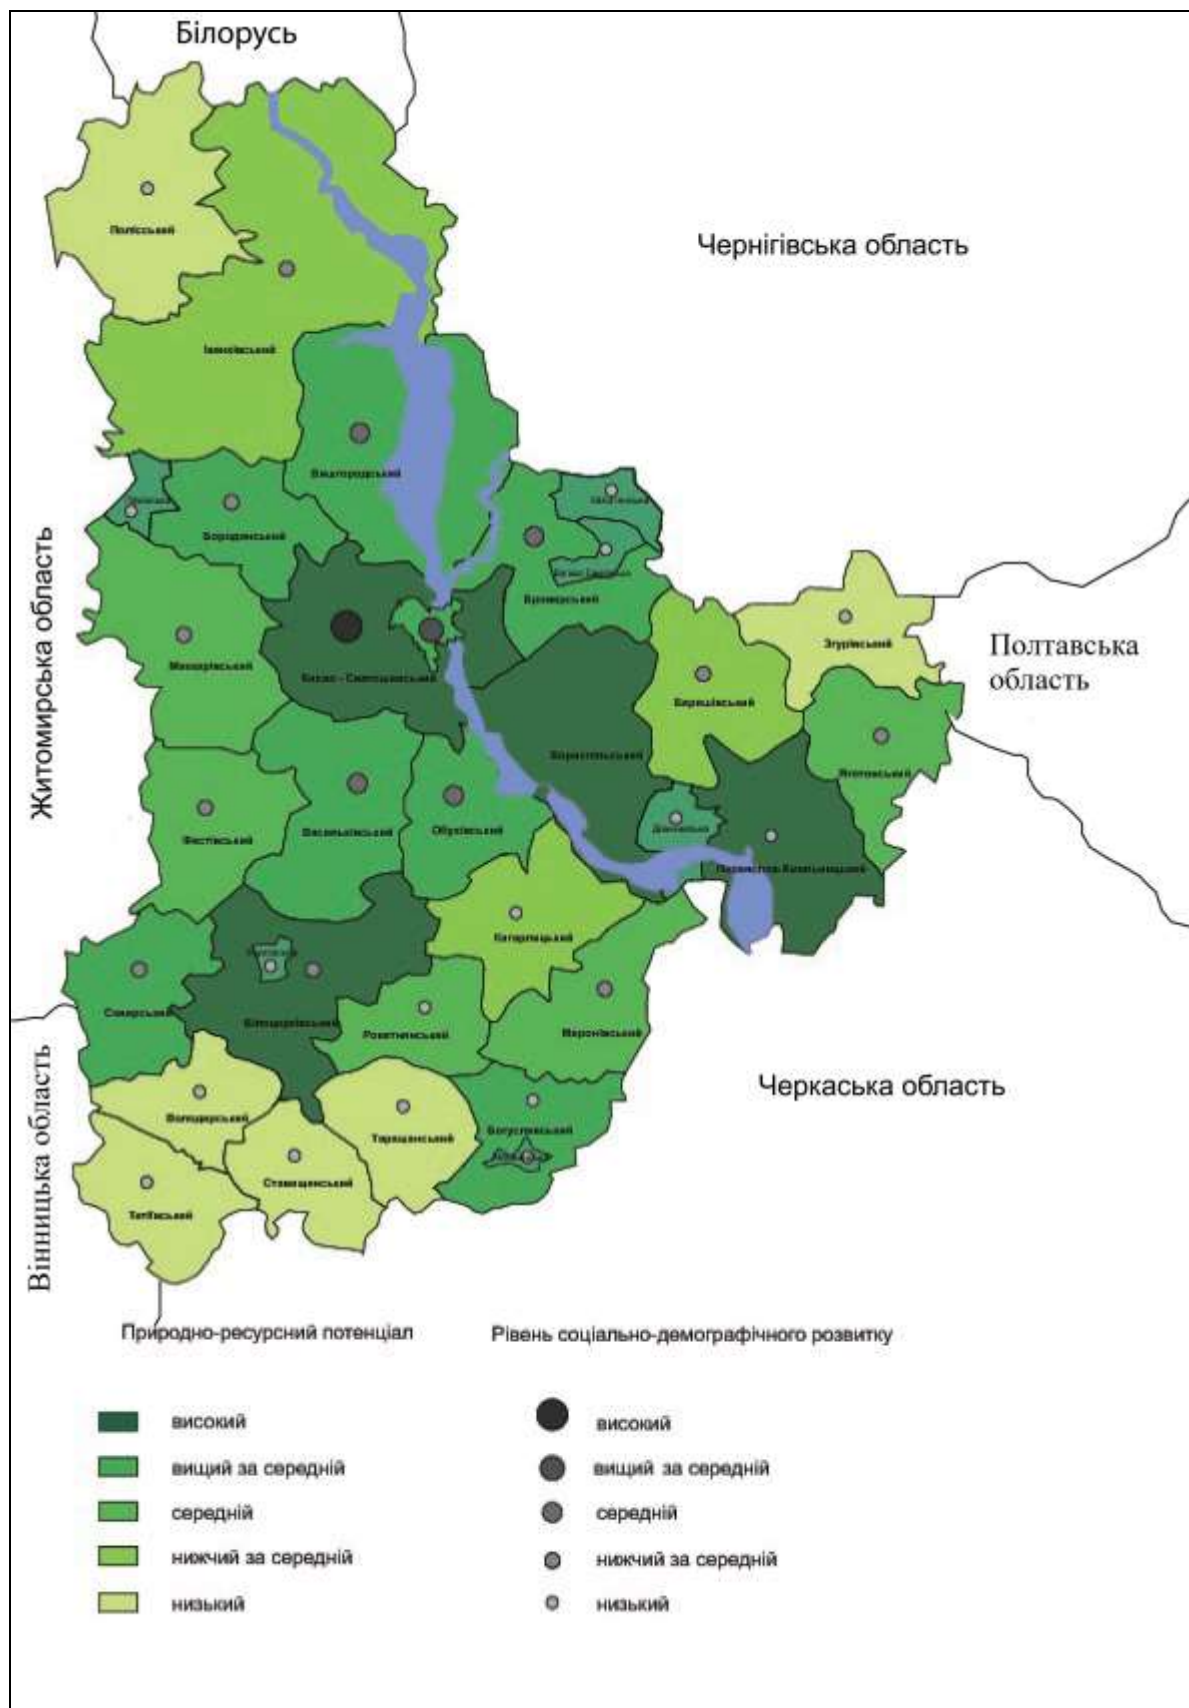 Білорусь
Поліський
Чернігівська область
Іванківський
Вишгородський
Бородянський
Броварський
Житомирська область
Згурівський
Полтавська
область
Макарівський
Києво - Святошинський
Баришівський
Бориспільський
Яготинський
Фастівський
Васильківський
Обухівський
Кагарлицький
Сквирський
Білоцерківський
Рокитнянський
Миронівський
Вінницька область
Черкаська область
Володарський
Таращанський
Богуславський
Ставищенський
Тетіївський
Природно-ресурсний потенціал
Рівень соціально-демографічного розвитку
високий
високий
вищий за середній
вищий за середній
середній
середній
нижчий за середній
нижчий за середній
низький
низький